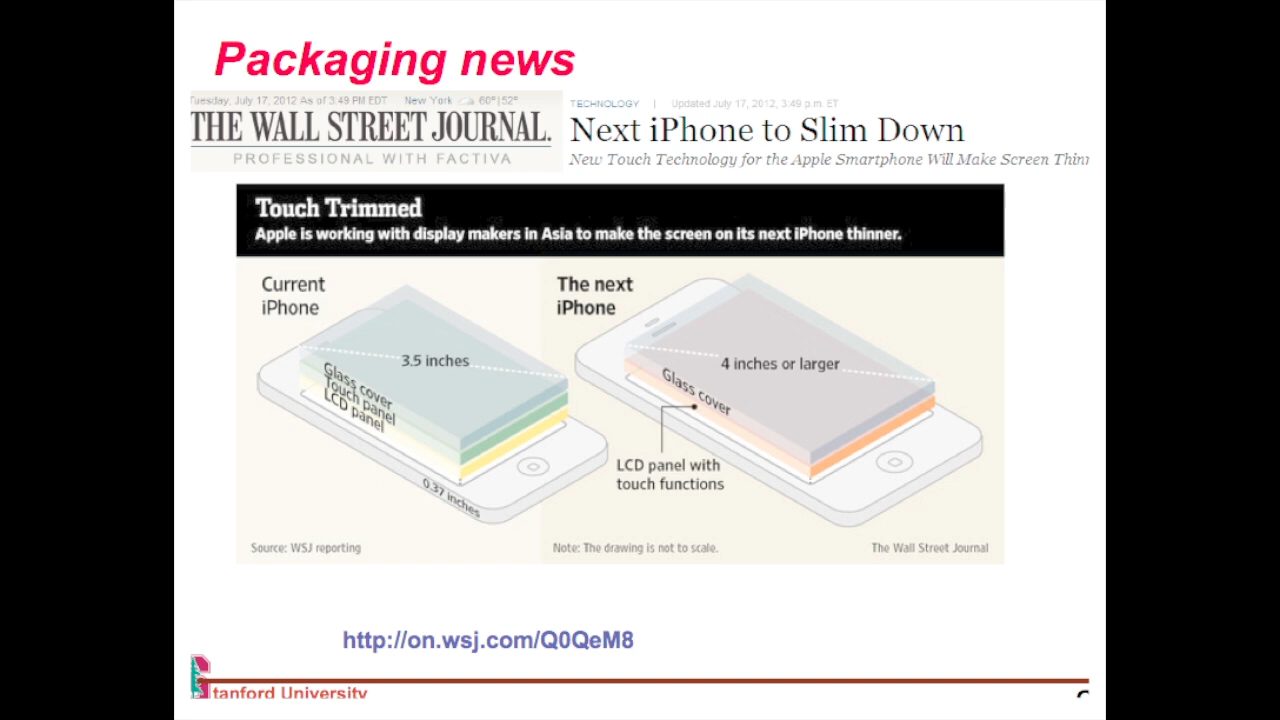 Packaging news
Tuesday, July 17, 2012 As of 3:49 PM EDT New York 60° | 52°
THE WALL STREET JOURNAL.
PROFESSIONAL WITH FACTIVA
TECHNOLOGY | Updated July 17, 2012, 3:49 p.m. ET
Next iPhone to Slim Down
New Touch Technology for the Apple Smartphone Will Make Screen
Touch Trimmed
Apple is working with display makers in Asia to make the screen on its next iPhone thinner.
Current
iPhone
3.5 inches
Glass cover
Touch panel
LCD panel
0.37 inches
The next
iPhone
4 inches or larger
Glass cover
LCD panel with
touch functions
Source: WSJ reporting
Note: The drawing is not to scale.
The Wall Street Journal
http://on.wsj.com/Q0QeM8
Stanford University